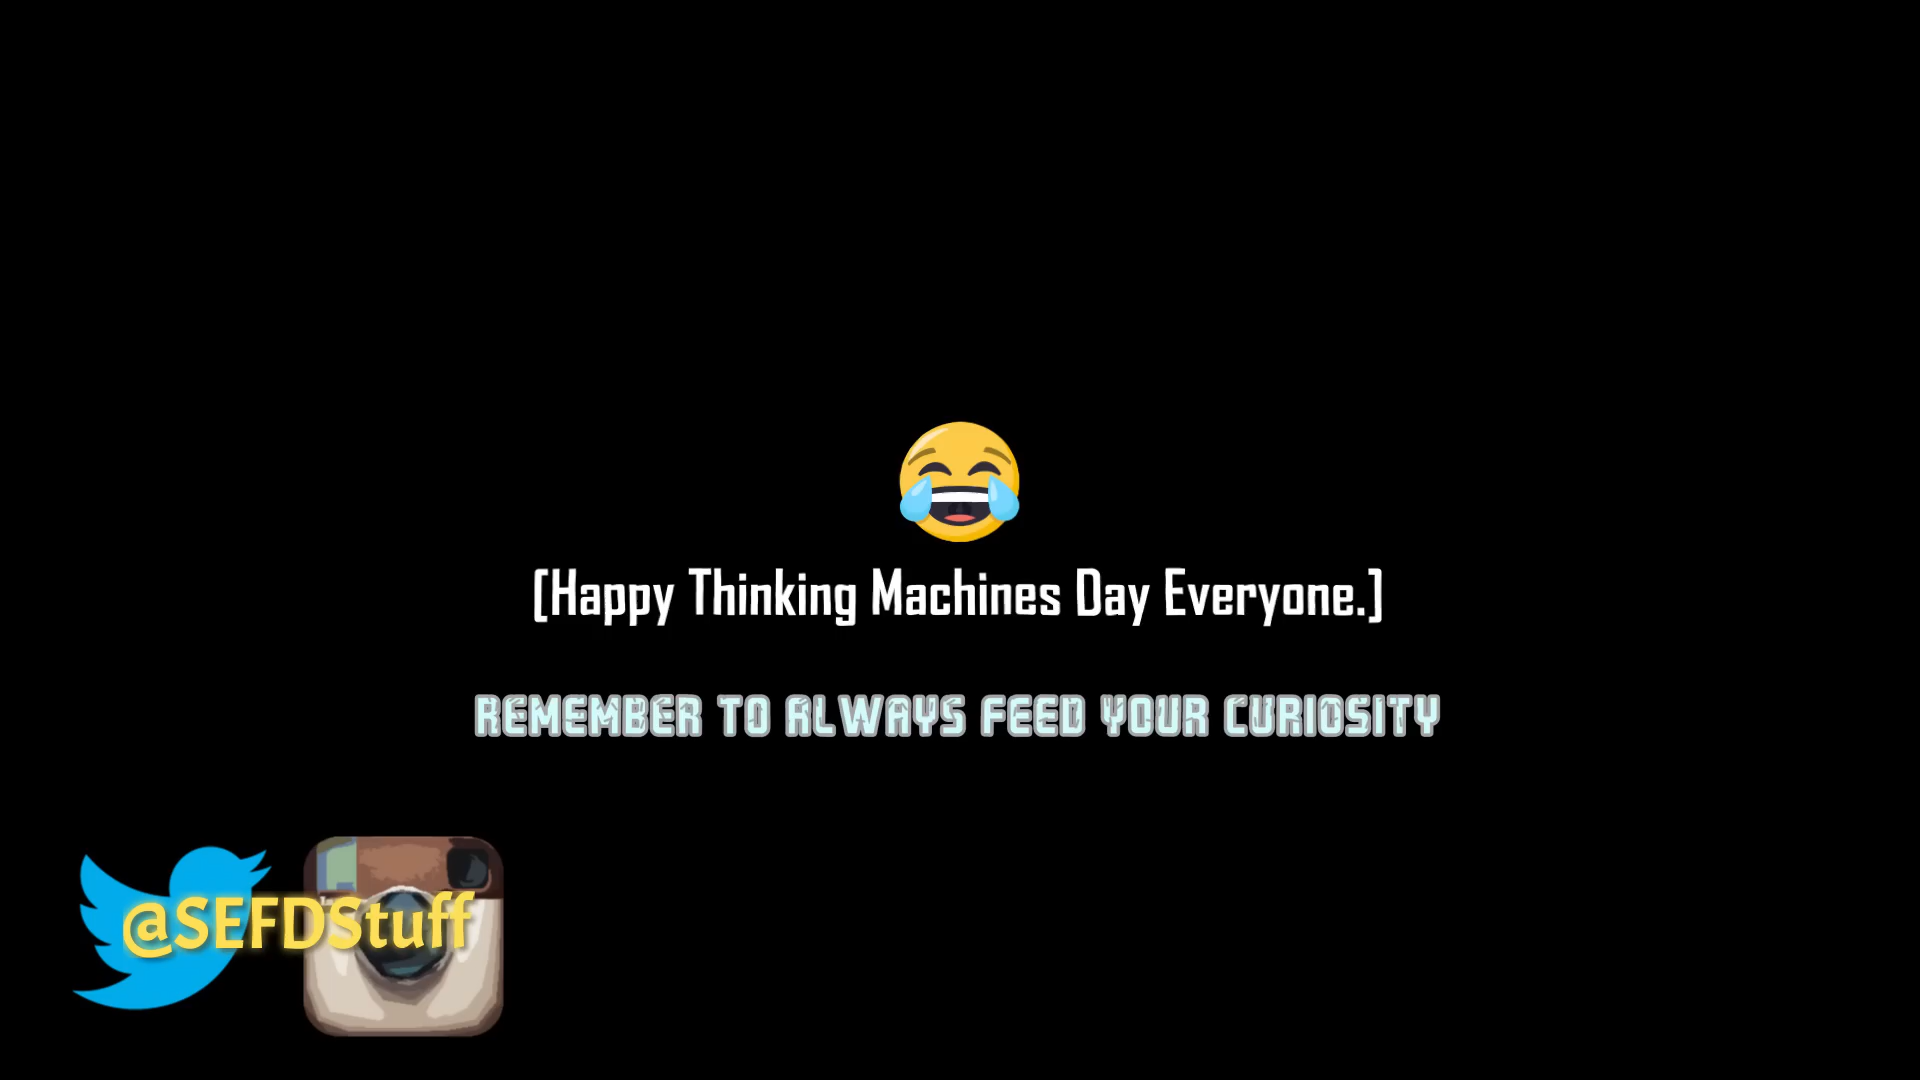 [Happy Thinking Machines Day Everyone.]
REMEMBER TO ALWAYS FEED YOUR CURIOSITY
@SEFDStuff